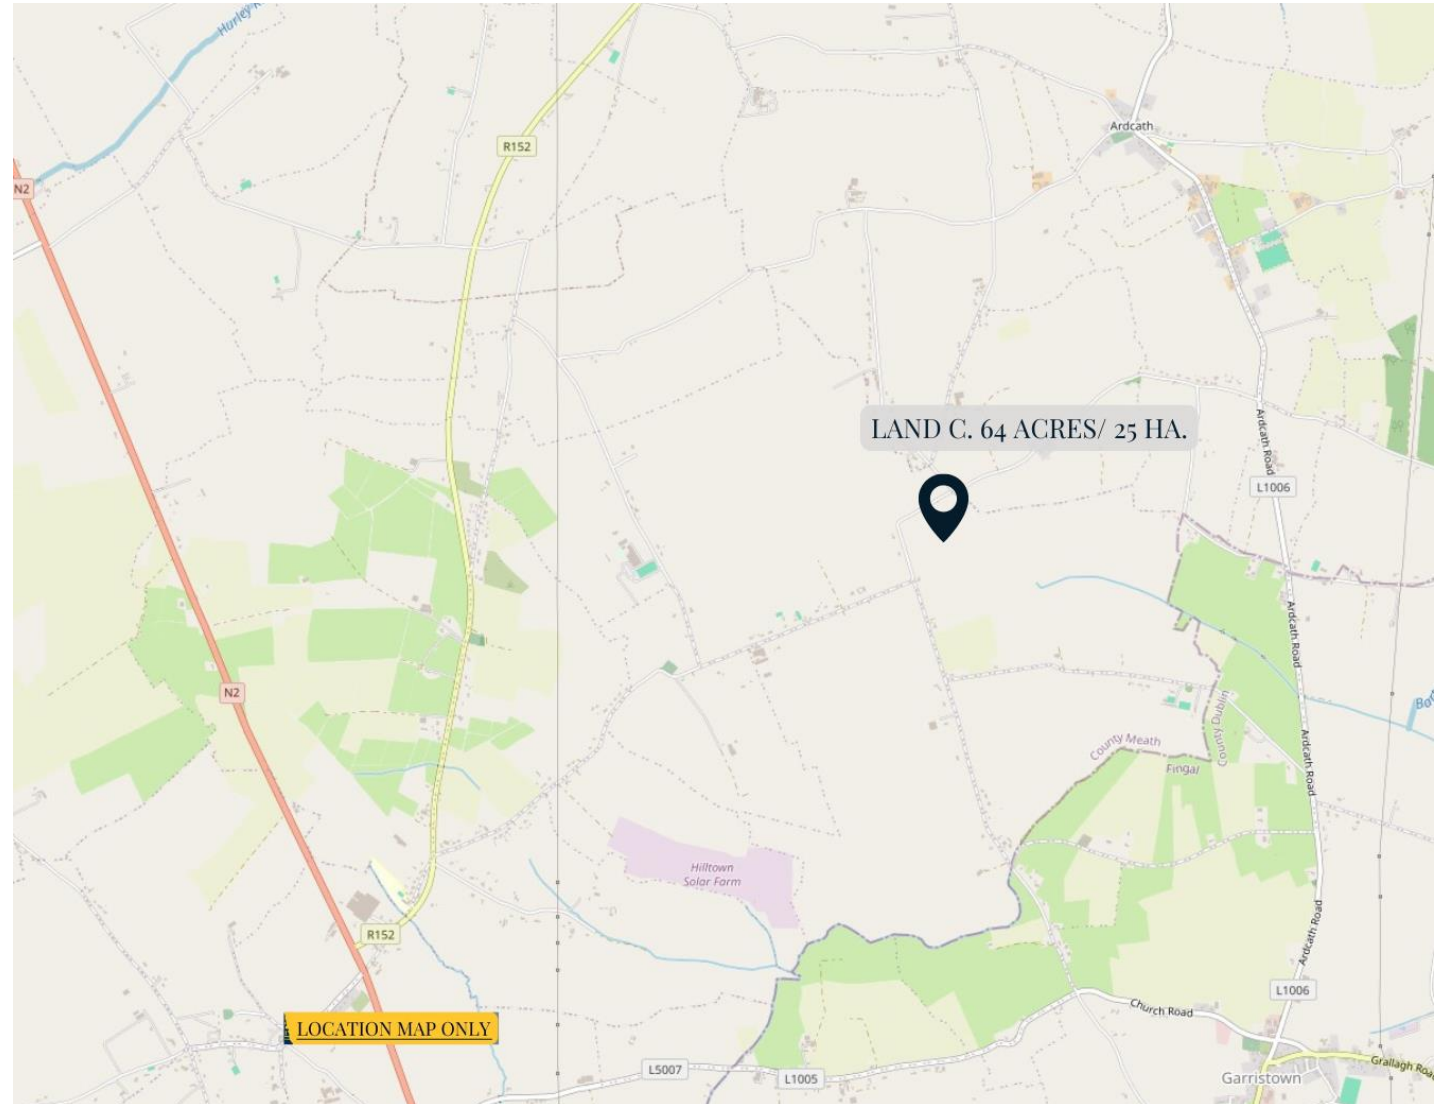 Hurley R
R152
Ardcath
N2
LAND C. 64 ACRES/ 25 HA.
Ardcath Road
L1006
Ardcath Road
N2
County Dublin
County Meath
Fingal
Ardcath Road
Hilltown
Solar Farm
R152
Ardcath Road
L1006
Church Road
LOCATION MAP ONLY
L5007
L1005
Garristown
Grallagh Roa